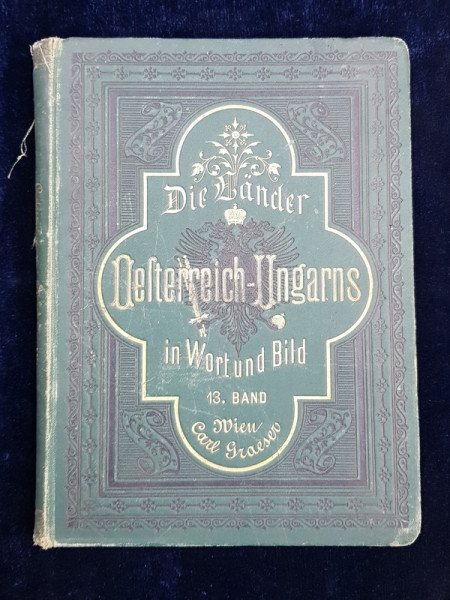 Die Länder
Oesterreich-Ungarns
in Wort und Bild
13. BAND
Wien
Carl Graeser